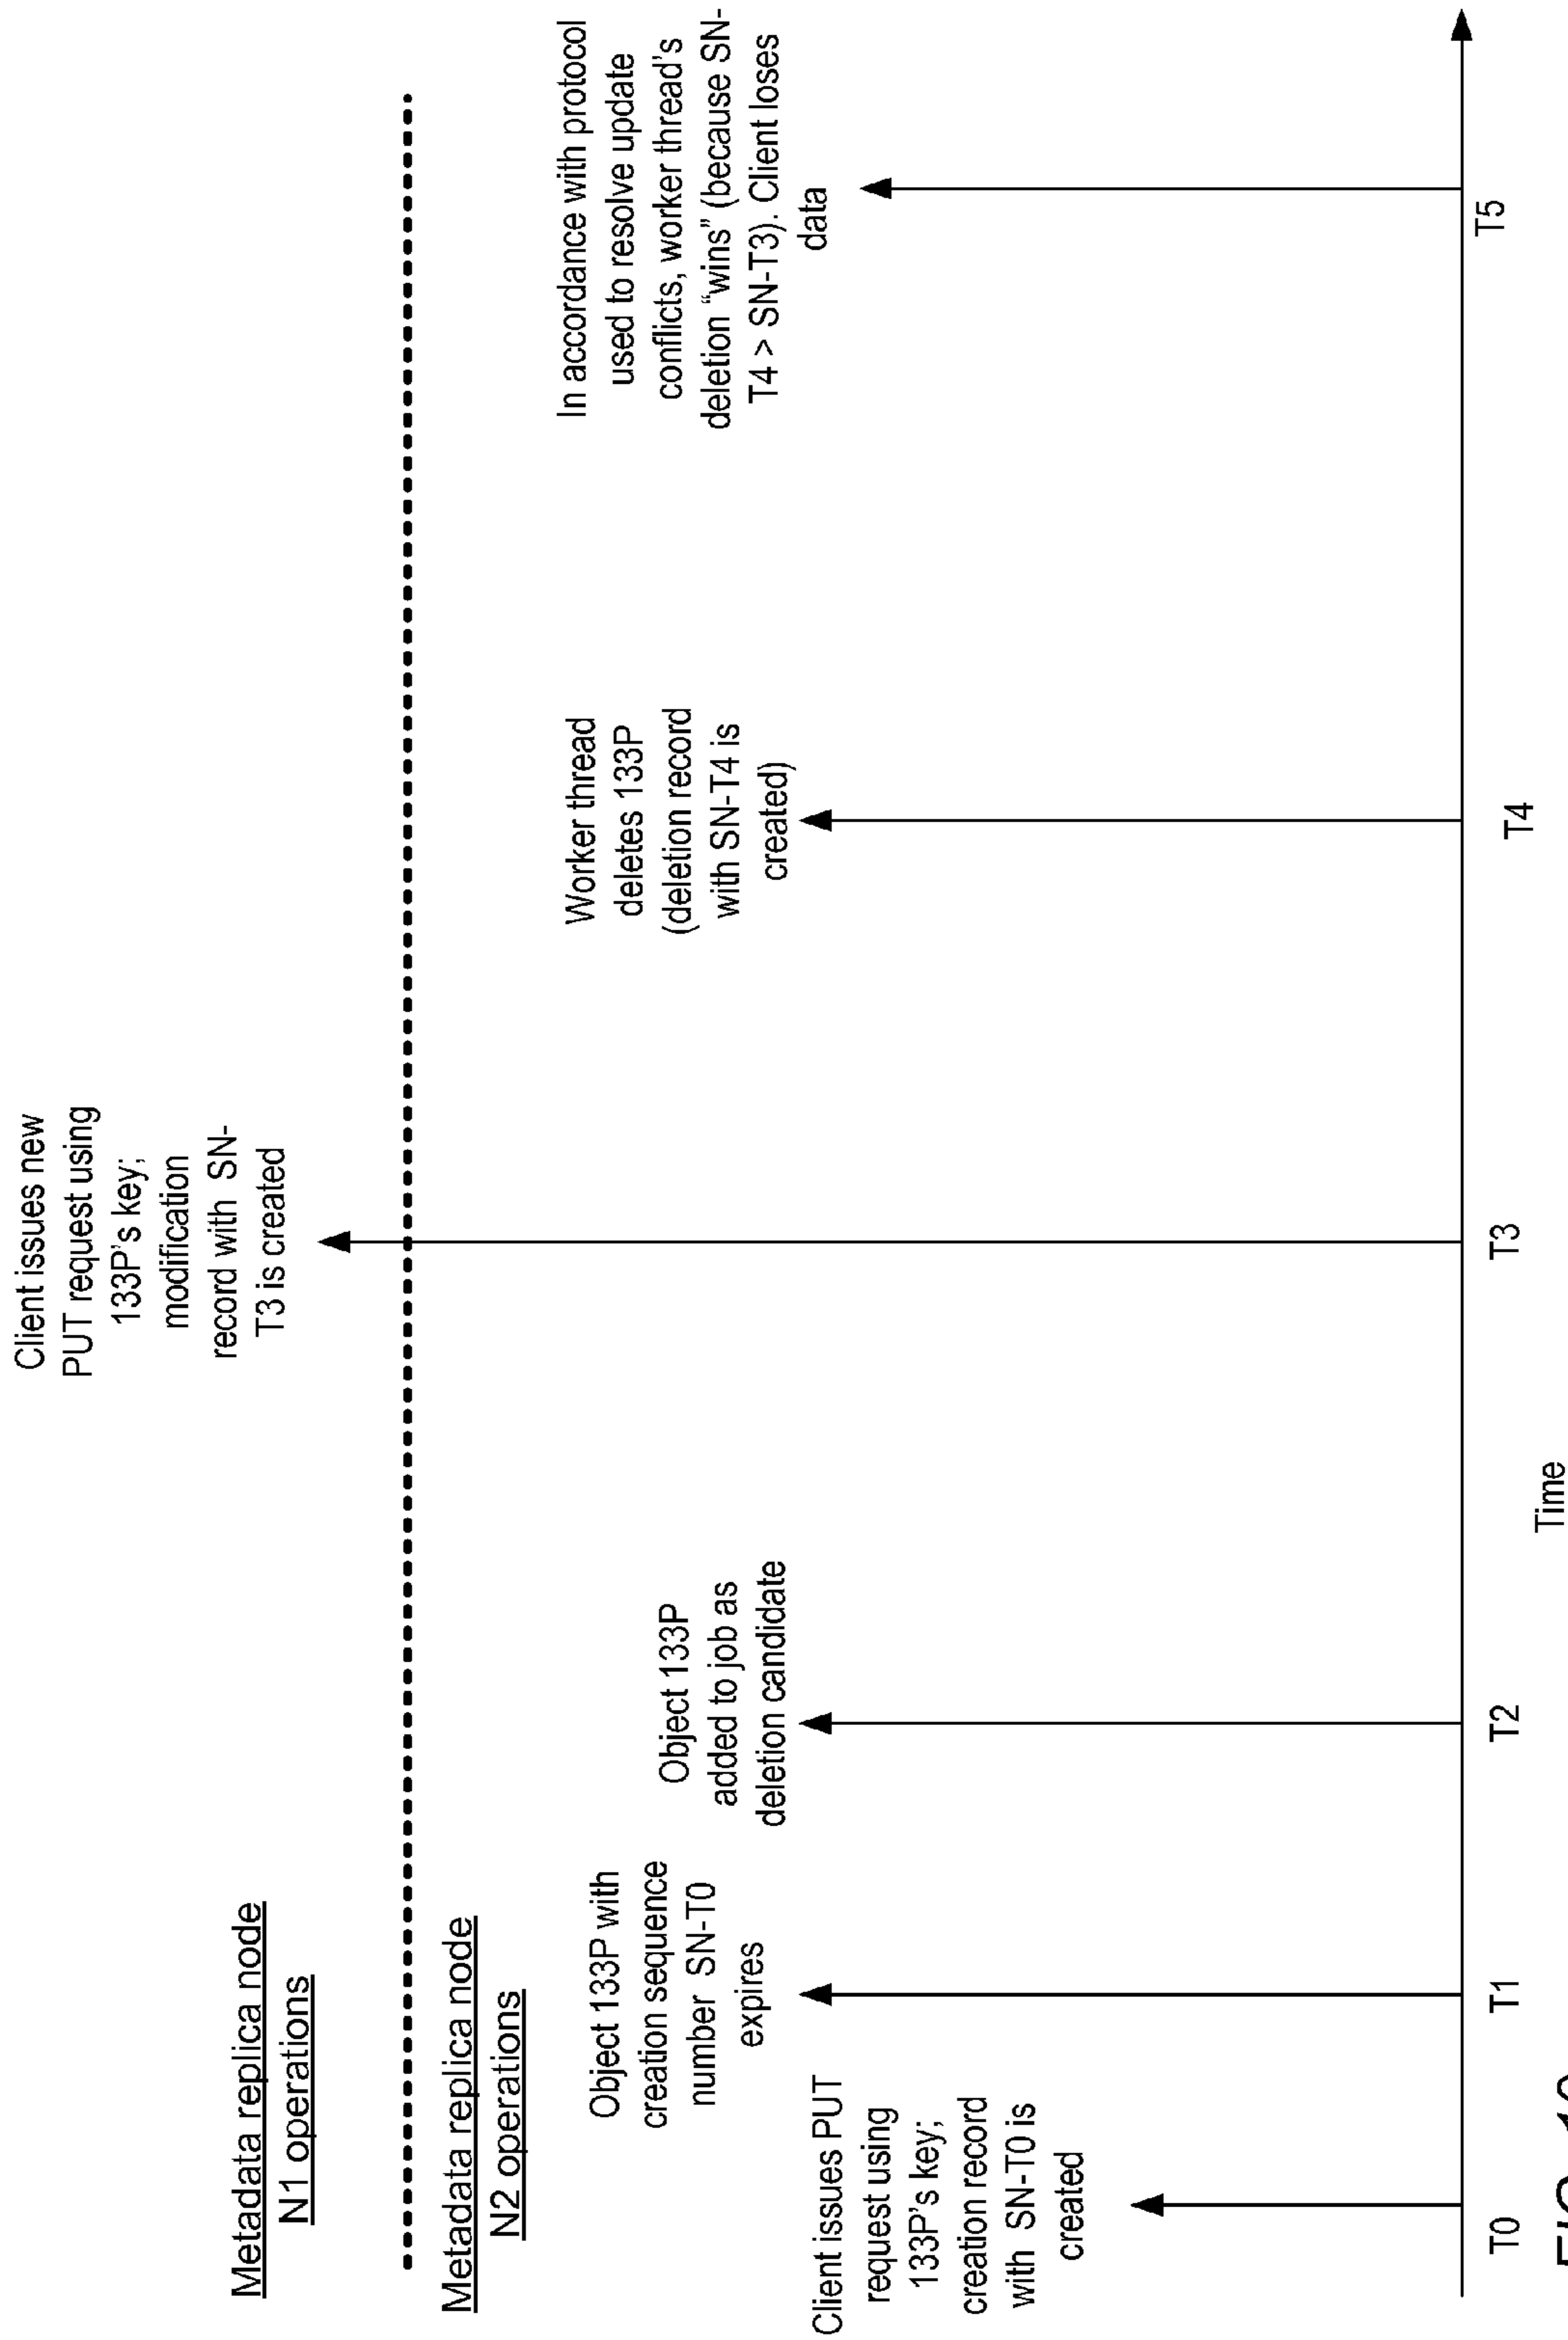 Metadata replica node
N1 operations
Client issues new
PUT request using
133P's key;
modification
record with SN-
T3 is created
Metadata replica node
N2 operations
Client issues PUT
request using
133P's key;
creation record
with SN-T0 is
created
Object 133P with
creation sequence
number SN-T0
expires
Object 133P
added to job as
deletion candidate
Worker thread
deletes 133P
(deletion record
with SN-T4 is
created)
In accordance with protocol
used to resolve update
conflicts, worker thread's
deletion “wins” (because SN-
T4 > SN-T3). Client loses
data
T0
T1
T2
T3
T4
T5
Time
FIG.